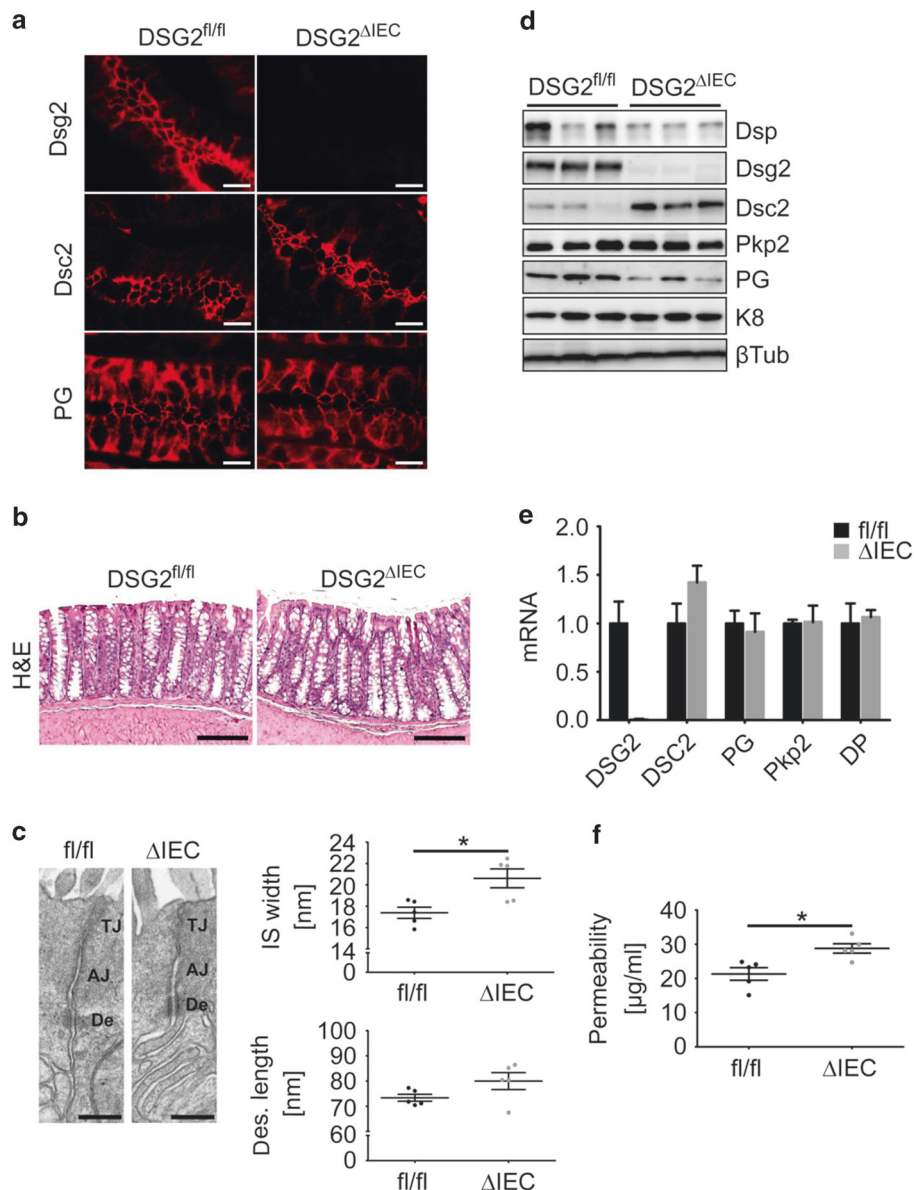 a
DSG2fl/fl DSG2ΔIEC
Dsg2
Dsc2
PG
b
DSG2fl/fl DSG2ΔIEC
H&E
c
fl/fl ΔIEC
TJ TJ
AJ AJ
De De
IS width
[nm]
24
22
20
18
16
14
0
*
fl/fl ΔIEC
Des. length
[nm]
100
90
80
70
60
0
fl/fl ΔIEC
d
DSG2fl/fl DSG2ΔIEC
Dsp
Dsg2
Dsc2
Pkp2
PG
K8
βTub
e
mRNA
2.0
1.5
1.0
0.5
0.0
fl/fl
ΔIEC
DSG2 DSC2 PG Pkp2 DP
f
Permeability
[µg/ml]
40
30
20
10
0
*
fl/fl ΔIEC